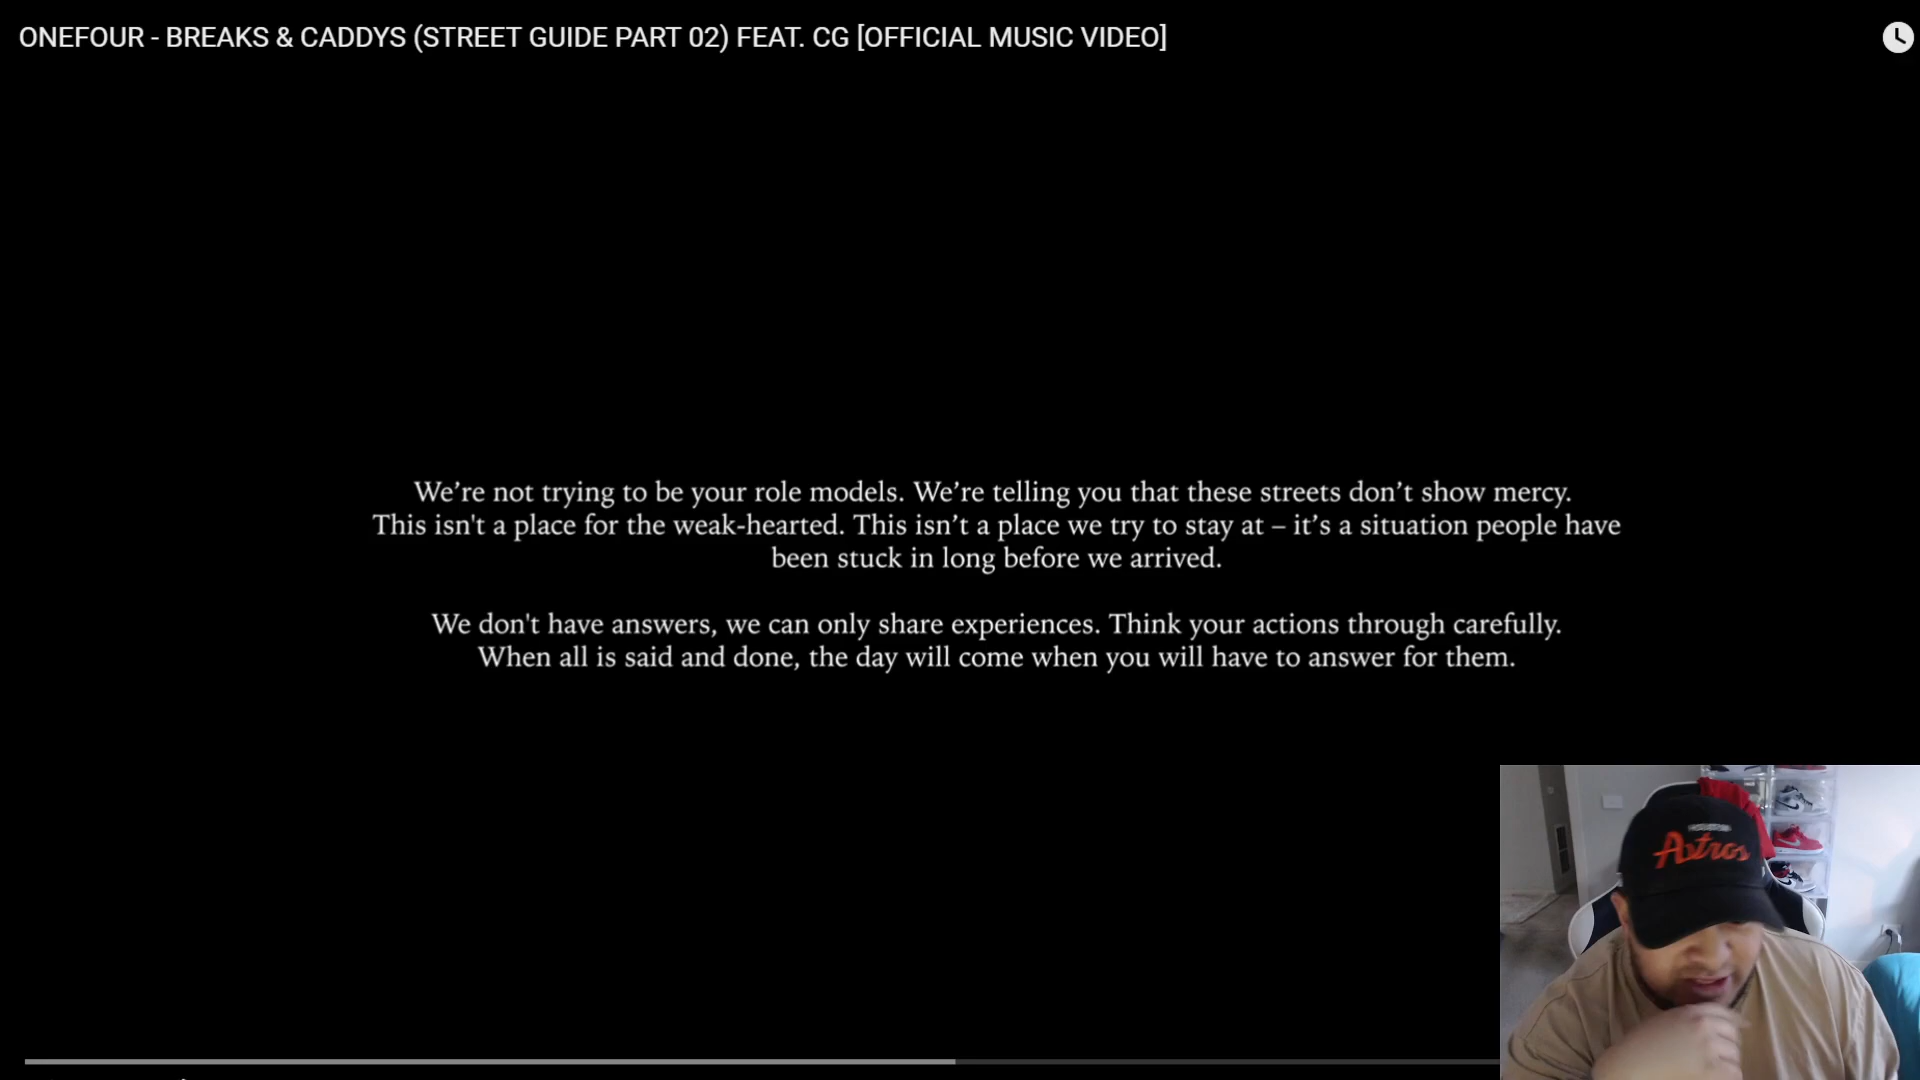 ONEFOUR - BREAKS & CADDYS (STREET GUIDE PART 02) FEAT. CG [OFFICIAL MUSIC VIDEO]
We’re not trying to be your role models. We’re telling you that these streets don’t show mercy.
This isn't a place for the weak-hearted. This isn’t a place we try to stay at – it’s a situation people have
been stuck in long before we arrived.
We don't have answers, we can only share experiences. Think your actions through carefully.
When all is said and done, the day will come when you will have to answer for them.
Astros